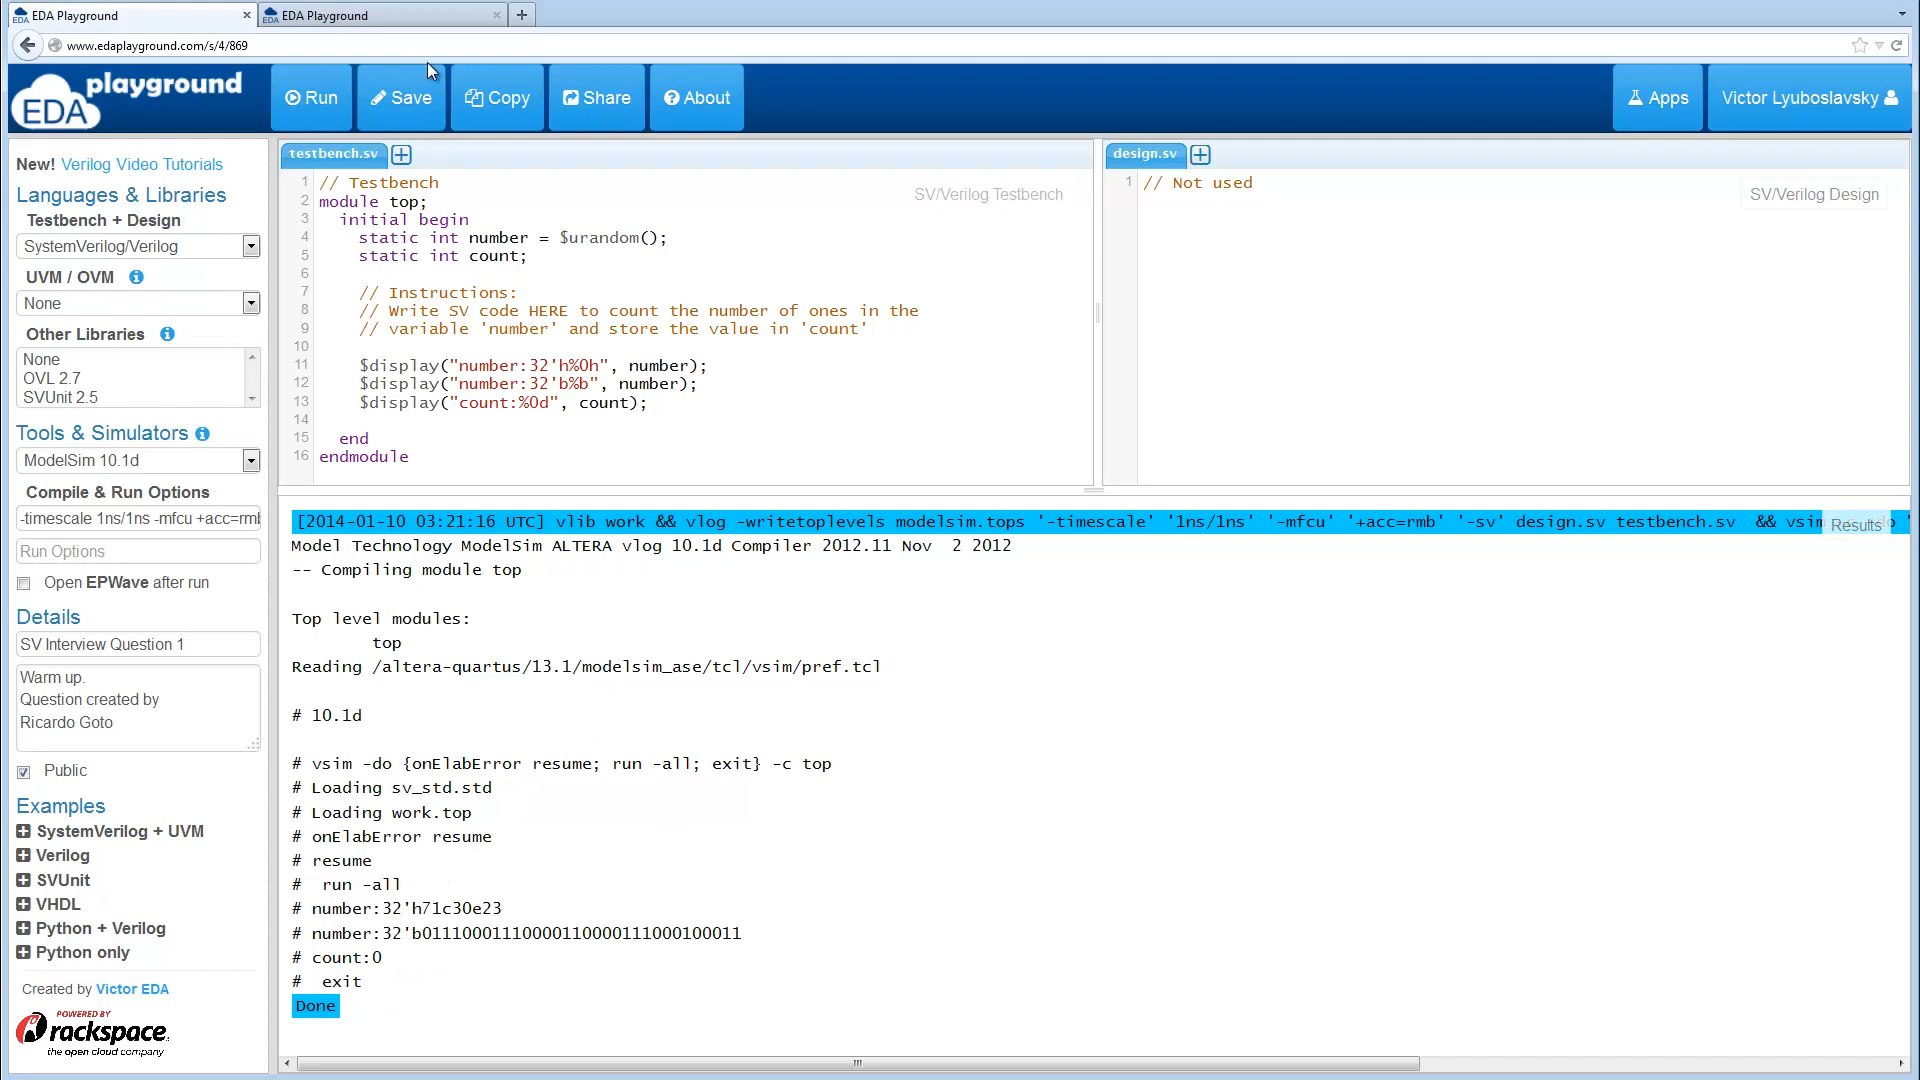 EDA Playground
EDA Playground
www.edaplayground.com/s/4/869
EDA playground
Run
Save
Copy
Share
About
Apps
Victor Lyuboslavsky
New! Verilog Video Tutorials
Languages & Libraries
Testbench + Design
SystemVerilog/Verilog
UVM / OVM
None
Other Libraries
None
OVL 2.7
SVUnit 2.5
Tools & Simulators
ModelSim 10.1d
Compile & Run Options
-timescale 1ns/1ns -mfcu +acc=rmb
Run Options
Open EPWave after run
Details
SV Interview Question 1
Warm up.
Question created by
Ricardo Goto
Public
Examples
SystemVerilog + UVM
Verilog
SVUnit
VHDL
Python + Verilog
Python only
Created by Victor EDA
POWERED BY
rackspace
the open cloud company
testbench.sv
SV/Verilog Testbench
1 // Testbench
2 module top;
3 initial begin
4 static int number = $urandom();
5 static int count;
6
7 // Instructions:
8 // Write SV code HERE to count the number of ones in the
9 // variable 'number' and store the value in 'count'
10
11 $display("number:32'h%0h", number);
12 $display("number:32'b%b", number);
13 $display("count:%0d", count);
14
15 end
16 endmodule
design.sv
SV/Verilog Design
1 // Not used
[2014-01-10 03:21:16 UTC] vlib work && vlog -writetoplevels modelsim.tops '-timescale' '1ns/1ns' '-mfcu' '+acc=rmb' '-sv' design.sv testbench.sv && vsim
Results
Model Technology ModelSim ALTERA vlog 10.1d Compiler 2012.11 Nov 2 2012
-- Compiling module top
Top level modules:
top
Reading /altera-quartus/13.1/modelsim_ase/tcl/vsim/pref.tcl
# 10.1d
# vsim -do {onElabError resume; run -all; exit} -c top
# Loading sv_std.std
# Loading work.top
# onElabError resume
# resume
# run -all
# number:32'h71c30e23
# number:32'b01110001110000110000111000100011
# count:0
# exit
Done